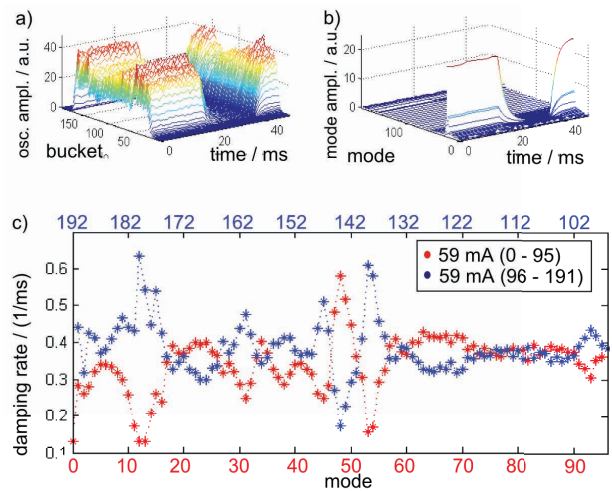 a)
osc. ampl. / a.u.
40
20
0
150
100
50
0
bucket
0
20
40
time / ms
b)
mode ampl. / a.u.
20
10
0
100
0
mode
0
20
40
time / ms
c)
192 182 172 162 152 142 132 122 112 102
damping rate / (1/ms)
0.6
0.5
0.4
0.3
0.2
0.1
59 mA (0 - 95)
59 mA (96 - 191)
0 10 20 30 40 50 60 70 80 90
mode